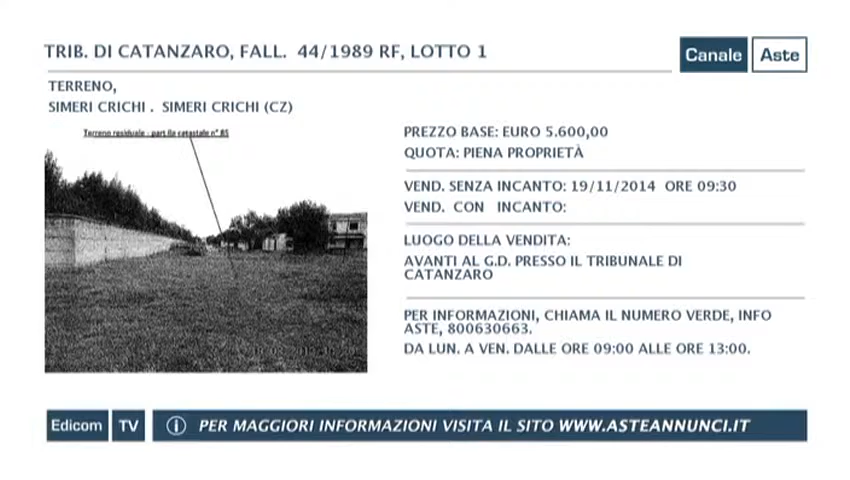 TRIB. DI CATANZARO, FALL. 44/1989 RF, LOTTO 1
Canale Aste
TERRENO,
SIMERI CRICHI . SIMERI CRICHI (CZ)
Terreno residuale - part.lla catastale n° 85
PREZZO BASE: EURO 5.600,00
QUOTA: PIENA PROPRIETÀ
VEND. SENZA INCANTO: 19/11/2014 ORE 09:30
VEND. CON INCANTO:
LUOGO DELLA VENDITA:
AVANTI AL G.D. PRESSO IL TRIBUNALE DI
CATANZARO
PER INFORMAZIONI, CHIAMA IL NUMERO VERDE, INFO
ASTE, 800630663.
DA LUN. A VEN. DALLE ORE 09:00 ALLE ORE 13:00.
Edicom TV
PER MAGGIORI INFORMAZIONI VISITA IL SITO WWW.ASTEANNUNCI.IT